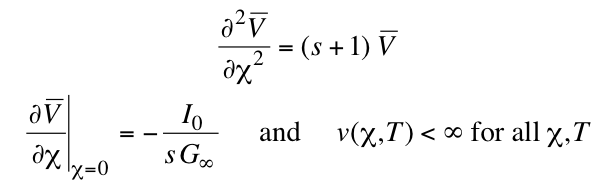 ∂²V̅/∂χ² = (s + 1) V̅
∂V̅/∂χ|χ=0 = − I₀/(s G∞) and v(χ,T) < ∞ for all χ,T